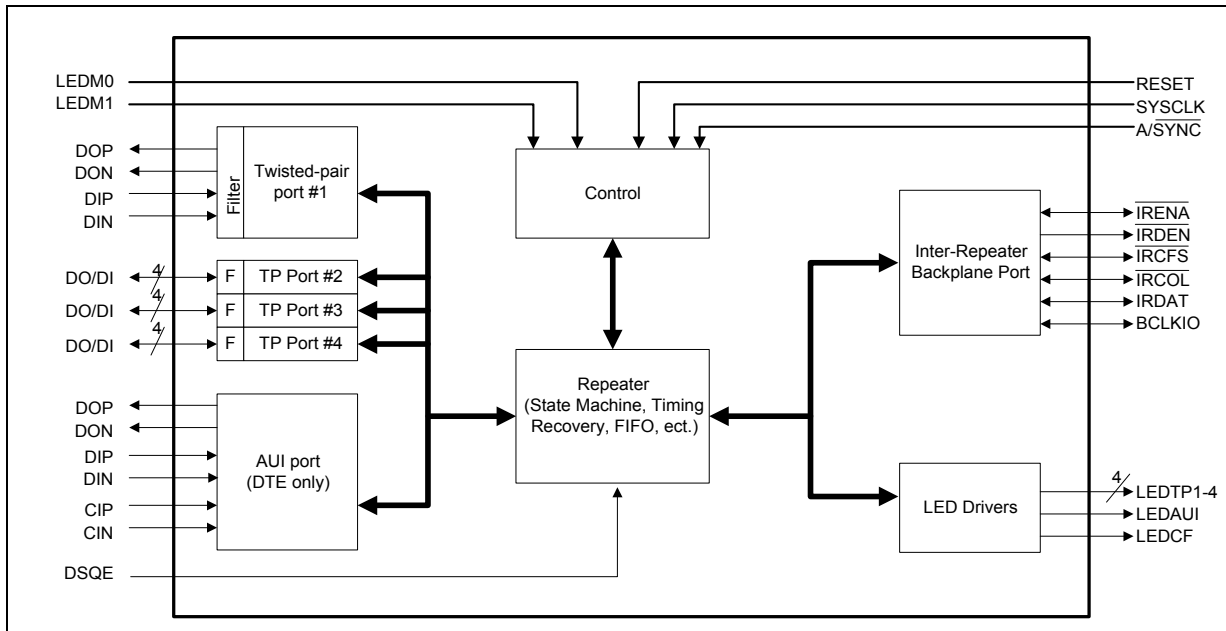 LEDM0
LEDM1
DOP
DON
DIP
DIN
Filter
Twisted-pair
port #1
DO/DI
4
F
TP Port #2
DO/DI
4
F
TP Port #3
DO/DI
4
F
TP Port #4
DOP
DON
DIP
DIN
CIP
CIN
AUI port
(DTE only)
DSQE
Control
Repeater
(State Machine, Timing
Recovery, FIFO, ect.)
RESET
SYSCLK
A/SYNC
Inter-Repeater
Backplane Port
IRENA
IRDEN
IRCFS
IRCOL
IRDAT
BCLKIO
LED Drivers
4
LEDTP1-4
LEDAUI
LEDCF